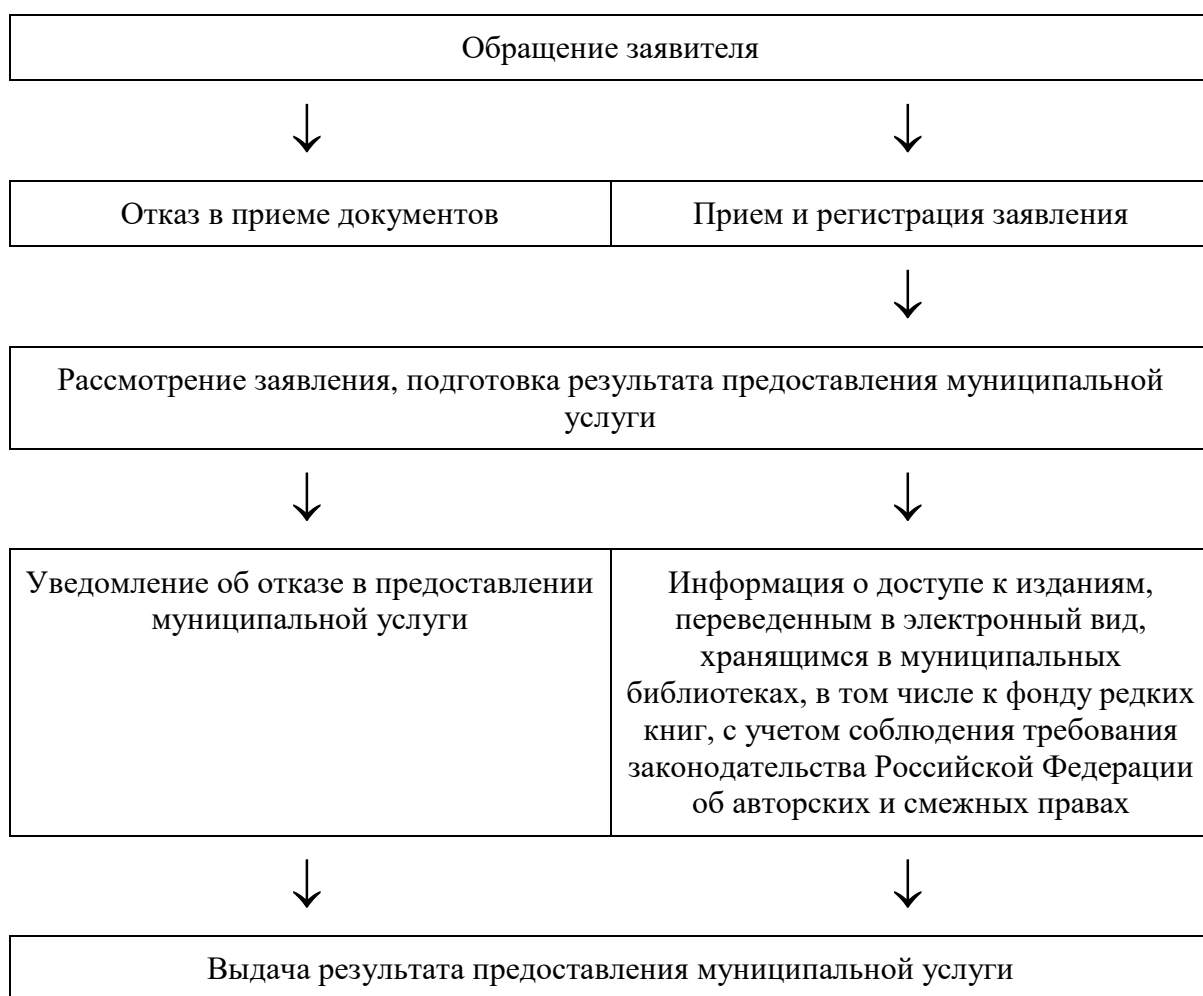 Обращение заявителя
Отказ в приеме документов
Прием и регистрация заявления
Рассмотрение заявления, подготовка результата предоставления муниципальной
услуги
Уведомление об отказе в предоставлении
муниципальной услуги
Информация о доступе к изданиям,
переведенным в электронный вид,
хранящимся в муниципальных
библиотеках, в том числе к фонду редких
книг, с учетом соблюдения требования
законодательства Российской Федерации
об авторских и смежных правах
Выдача результата предоставления муниципальной услуги